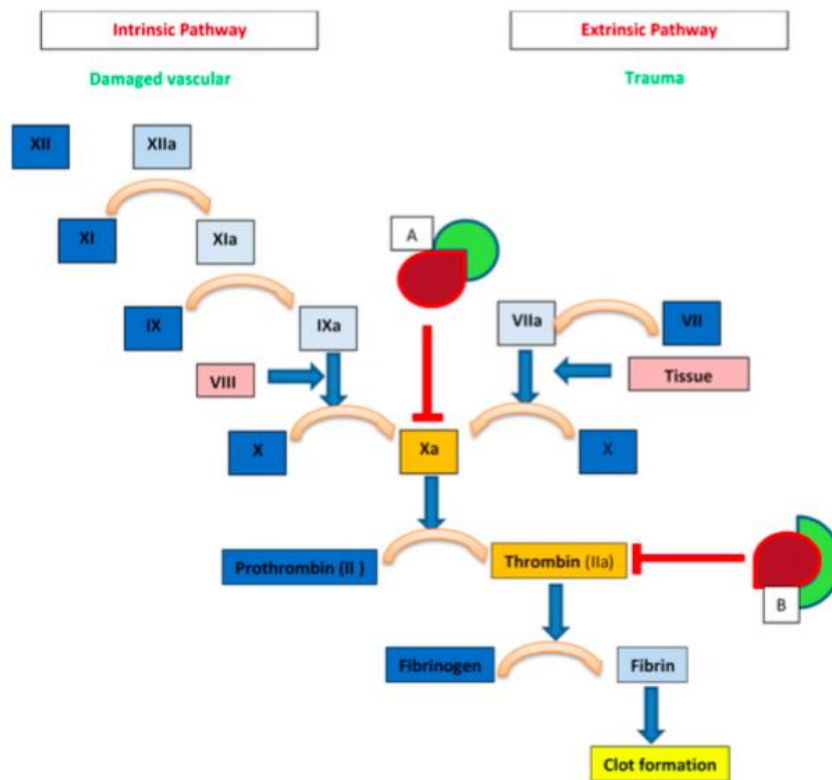 Intrinsic Pathway
Extrinsic Pathway
Damaged vascular
Trauma
XII
XIIa
XI
XIa
A
IX
IXa
VIIa
VII
VIII
Tissue
X
Xa
X
Prothrombin (II )
Thrombin (IIa)
B
Fibrinogen
Fibrin
Clot formation